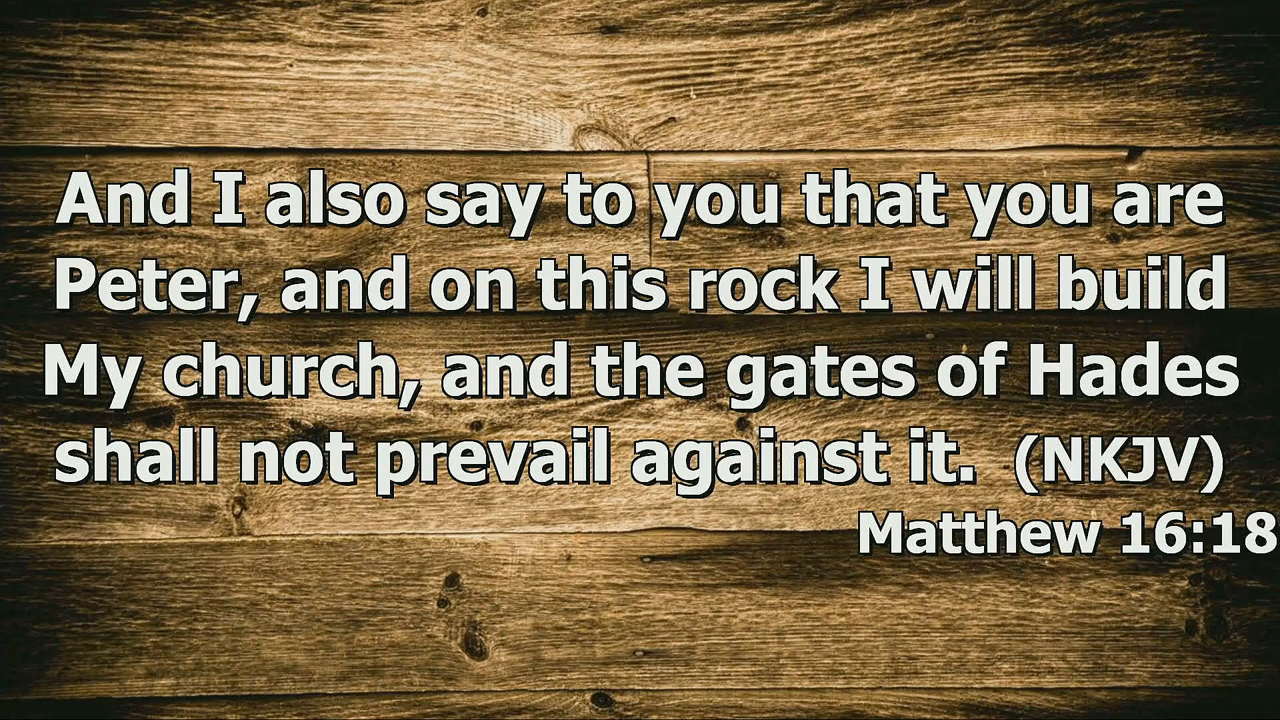 And I also say to you that you are
Peter, and on this rock I will build
My church, and the gates of Hades
shall not prevail against it.  (NKJV)
Matthew 16:18